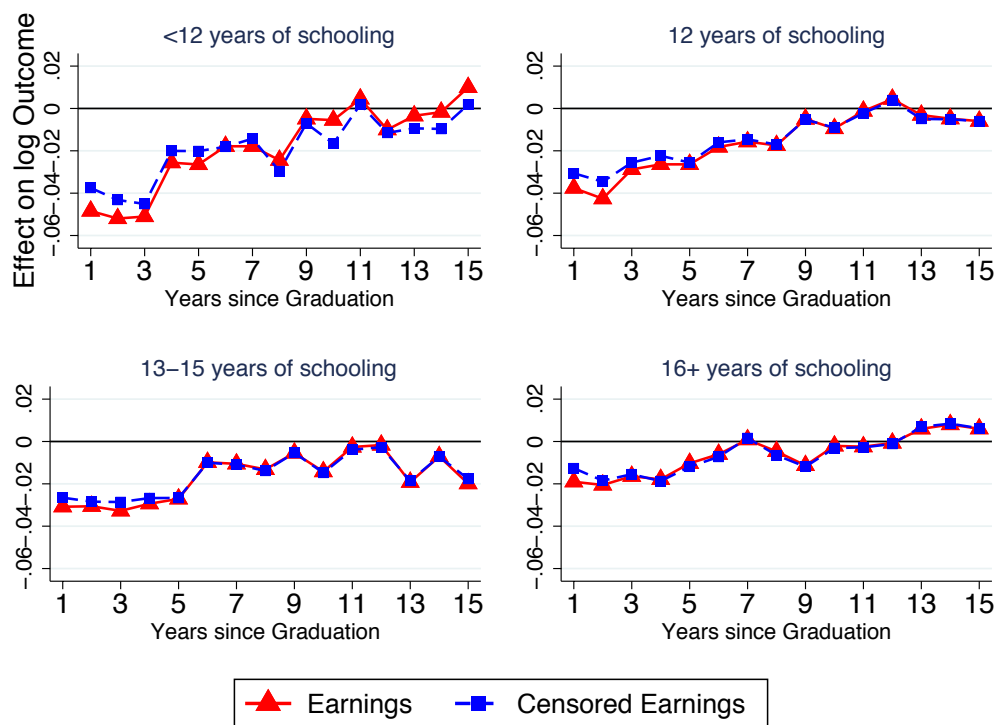 Effect on log Outcome
<12 years of schooling
.02
0
-.02
-.04
-.06
1 3 5 7 9 11 13 15
Years since Graduation
12 years of schooling
.02
0
-.02
-.04
-.06
1 3 5 7 9 11 13 15
Years since Graduation
13–15 years of schooling
.02
0
-.02
-.04
-.06
1 3 5 7 9 11 13 15
Years since Graduation
16+ years of schooling
.02
0
-.02
-.04
-.06
1 3 5 7 9 11 13 15
Years since Graduation
Earnings Censored Earnings